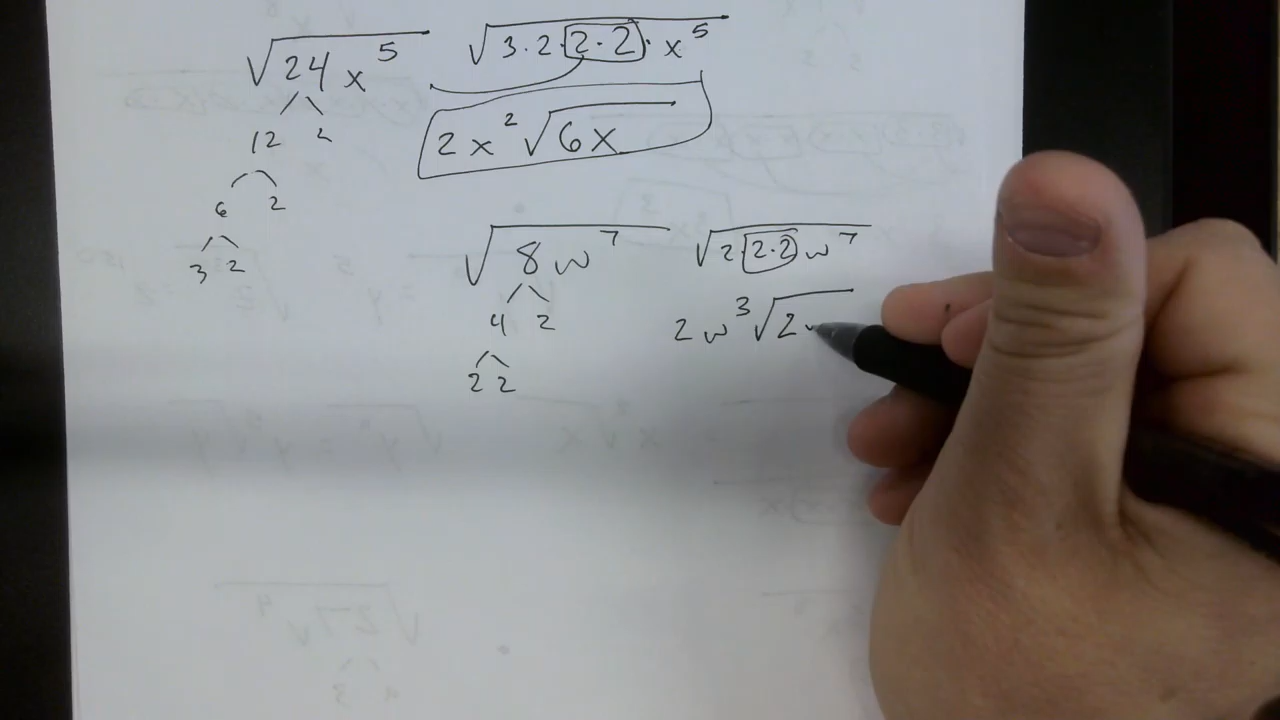 √24x⁵ √3·2·2·2·x⁵
12 2 2x²√6x
6 2
3 2
√8w⁷ √2 2·2 w⁷
4 2 2w³√2w
2 2